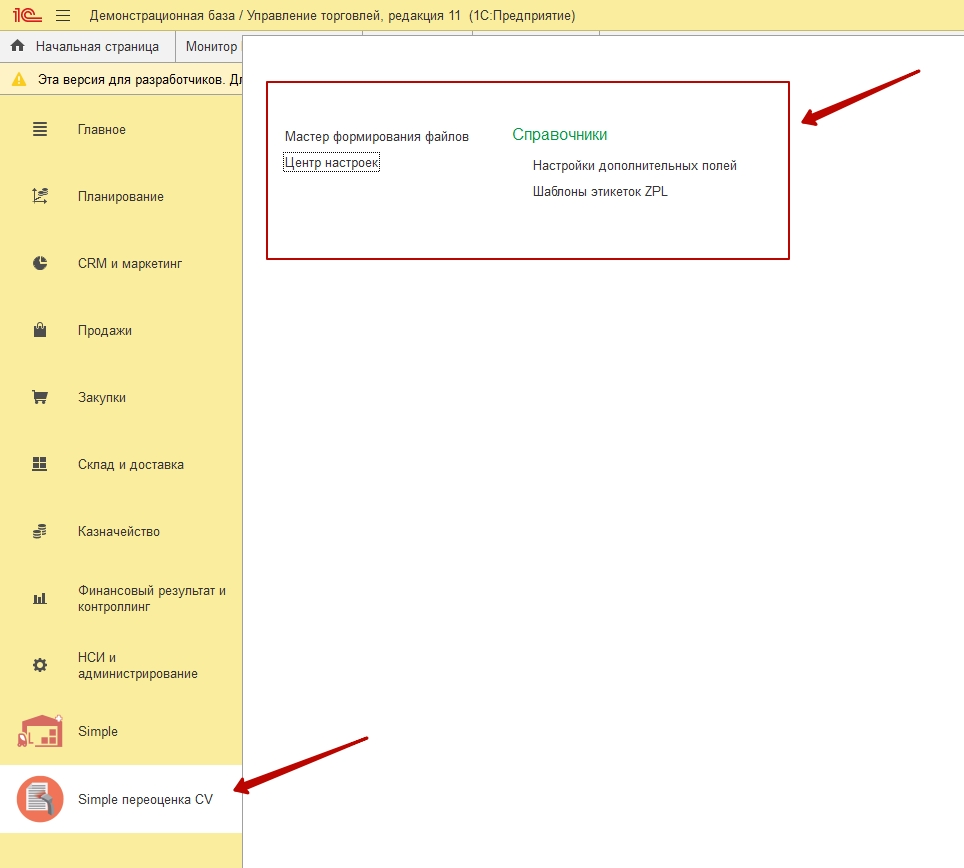 1С Демонстрационная база / Управление торговлей, редакция 11 (1С:Предприятие)
Начальная страница Монитор
Эта версия для разработчиков.
Главное
Планирование
CRM и маркетинг
Продажи
Закупки
Склад и доставка
Казначейство
Финансовый результат и
контроллинг
НСИ и
администрирование
Simple
Simple переоценка CV
Мастер формирования файлов
Центр настроек
Справочники
Настройки дополнительных полей
Шаблоны этикеток ZPL